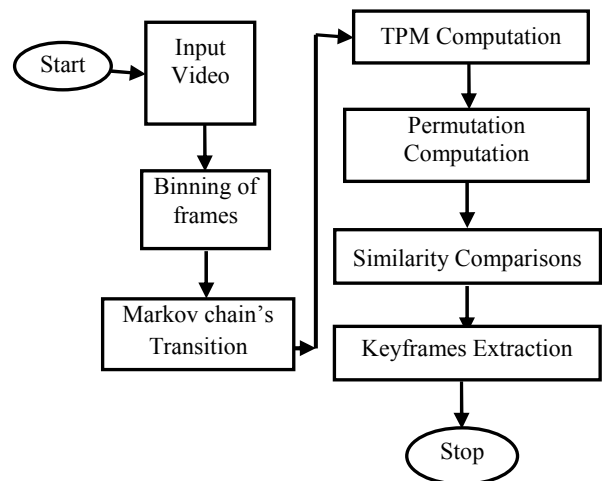 Start
Input
Video
Binning of
frames
Markov chain's
Transition
TPM Computation
Permutation
Computation
Similarity Comparisons
Keyframes Extraction
Stop